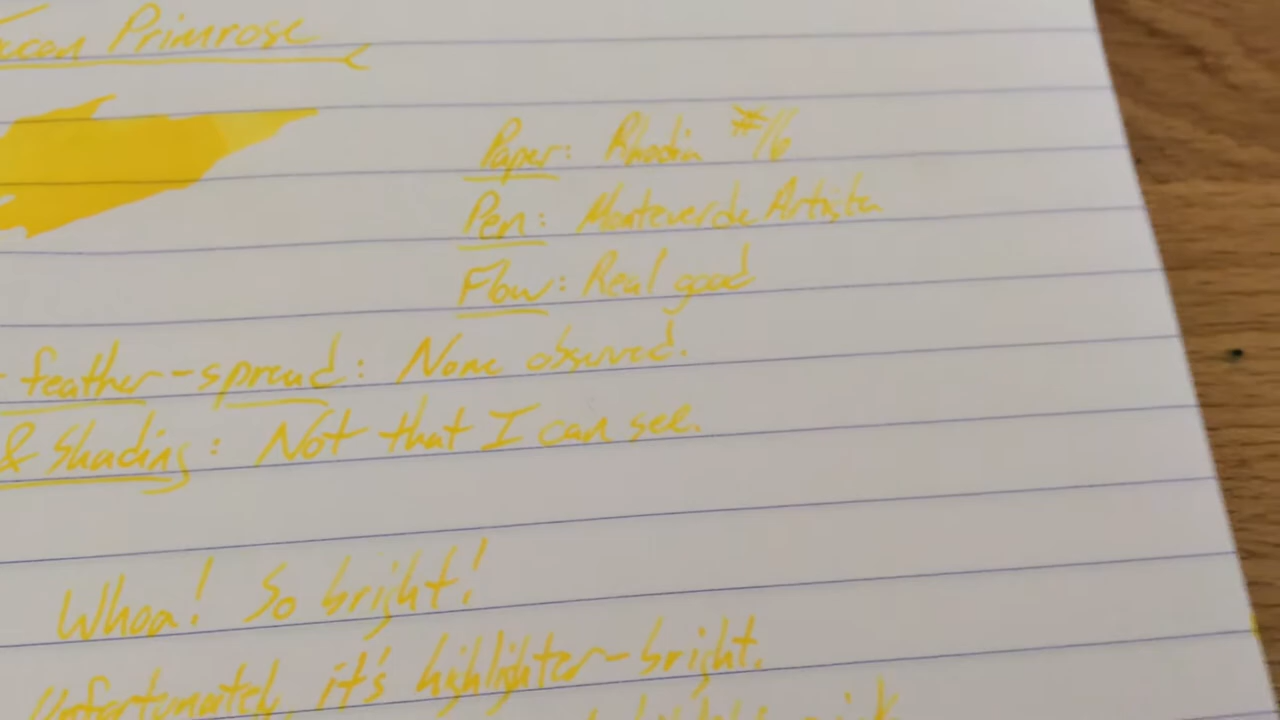 Primrose
Paper: Rhodia #16
Pen: Monteverde Artista
Flow: Real good
feather-spread: None observed.
& Shading: Not that I can see.
Whoa! So bright!
Unfortunately, it's highlighter-bright.